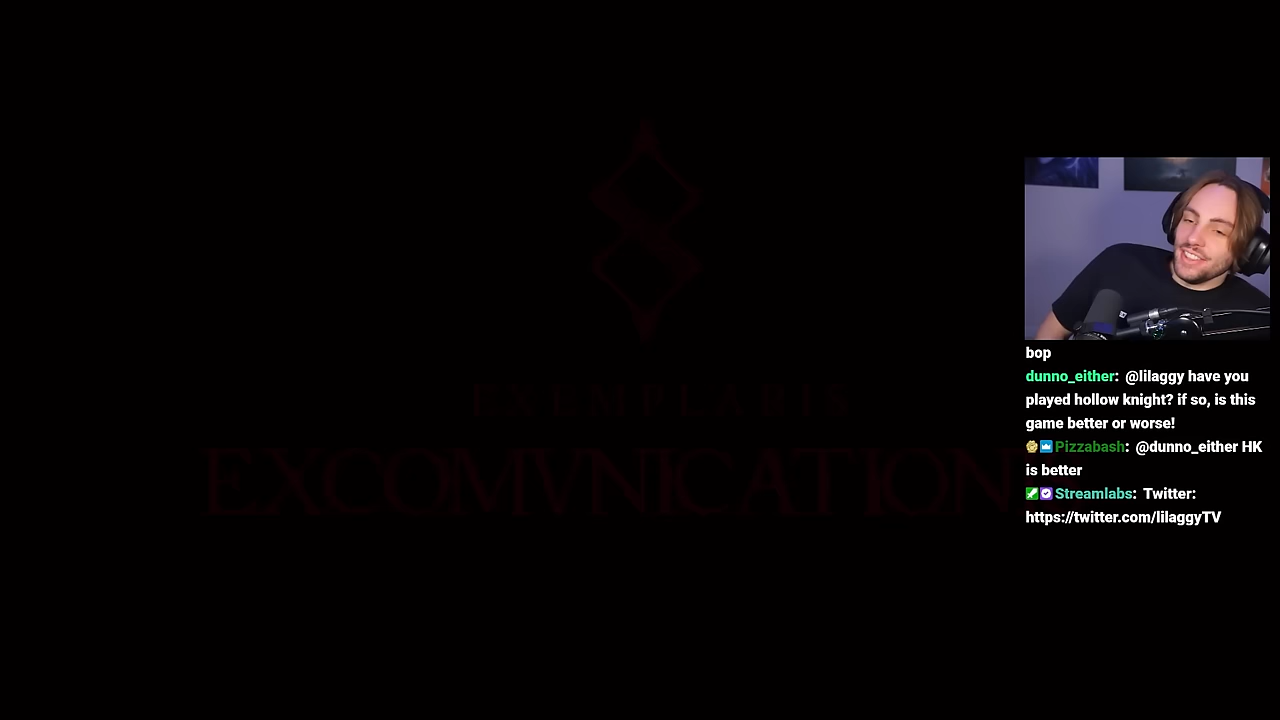 EXEMPLARIS
EXCOMVNICATION
bop
dunno_either: @lilaggy have you
played hollow knight? if so, is this
game better or worse!
Pizzabash: @dunno_either HK
is better
Streamlabs: Twitter:
https://twitter.com/lilaggyTV